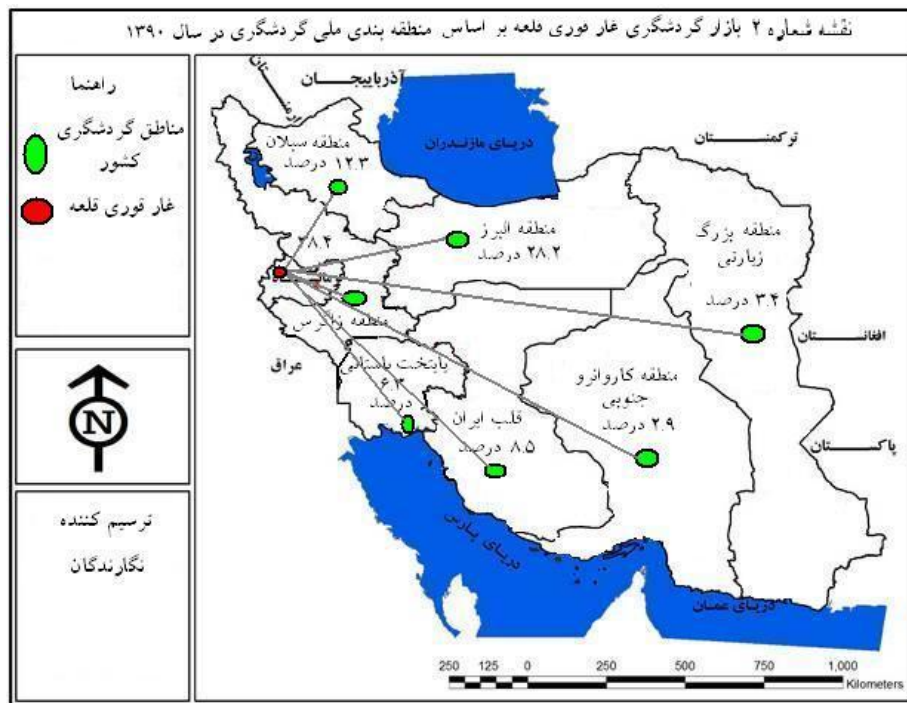 نقشه شماره ۲ بازار گردشگری غار قوری قلعه بر اساس منطقه بندی ملی گردشگری در سال ۱۳۹۰
راهنما
مناطق گردشگری
کشور
غار قوری قلعه
N
ترسیم کننده
نگارندگان
آذربایجان
ترکمنستان
دریای مازندران
منطقه سبلان
۱۲.۳ درصد
منطقه البرز
۲۸.۲ درصد
منطقه بزرگ
زیارتی
۳.۴ درصد
۳۸.۴
منطقه زاگرس
افغانستان
عراق
پایتخت باستانی
۶.۳
درصد
قلب ایران
۸.۵ درصد
منطقه کاروانرو
جنوبی
۲.۹ درصد
پاکستان
دریای پارس
دریای عمان
250 125 0 250 500 750 1,000
Kilometers